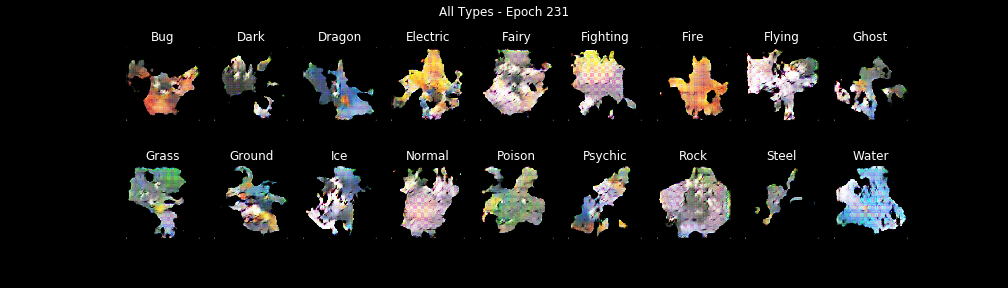 All Types - Epoch 231
Bug Dark Dragon Electric Fairy Fighting Fire Flying Ghost
Grass Ground Ice Normal Poison Psychic Rock Steel Water